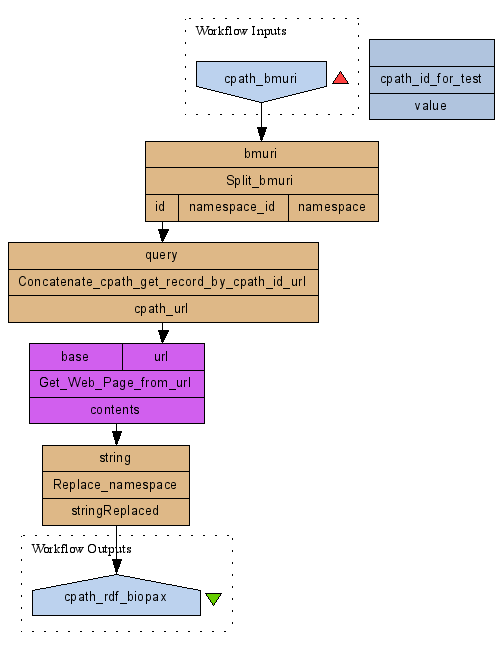 Workflow Inputs
cpath_bmuri
cpath_id_for_test
value
bmuri
Split_bmuri
id namespace_id namespace
query
Concatenate_cpath_get_record_by_cpath_id_url
cpath_url
base url
Get_Web_Page_from_url
contents
string
Replace_namespace
stringReplaced
Workflow Outputs
cpath_rdf_biopax